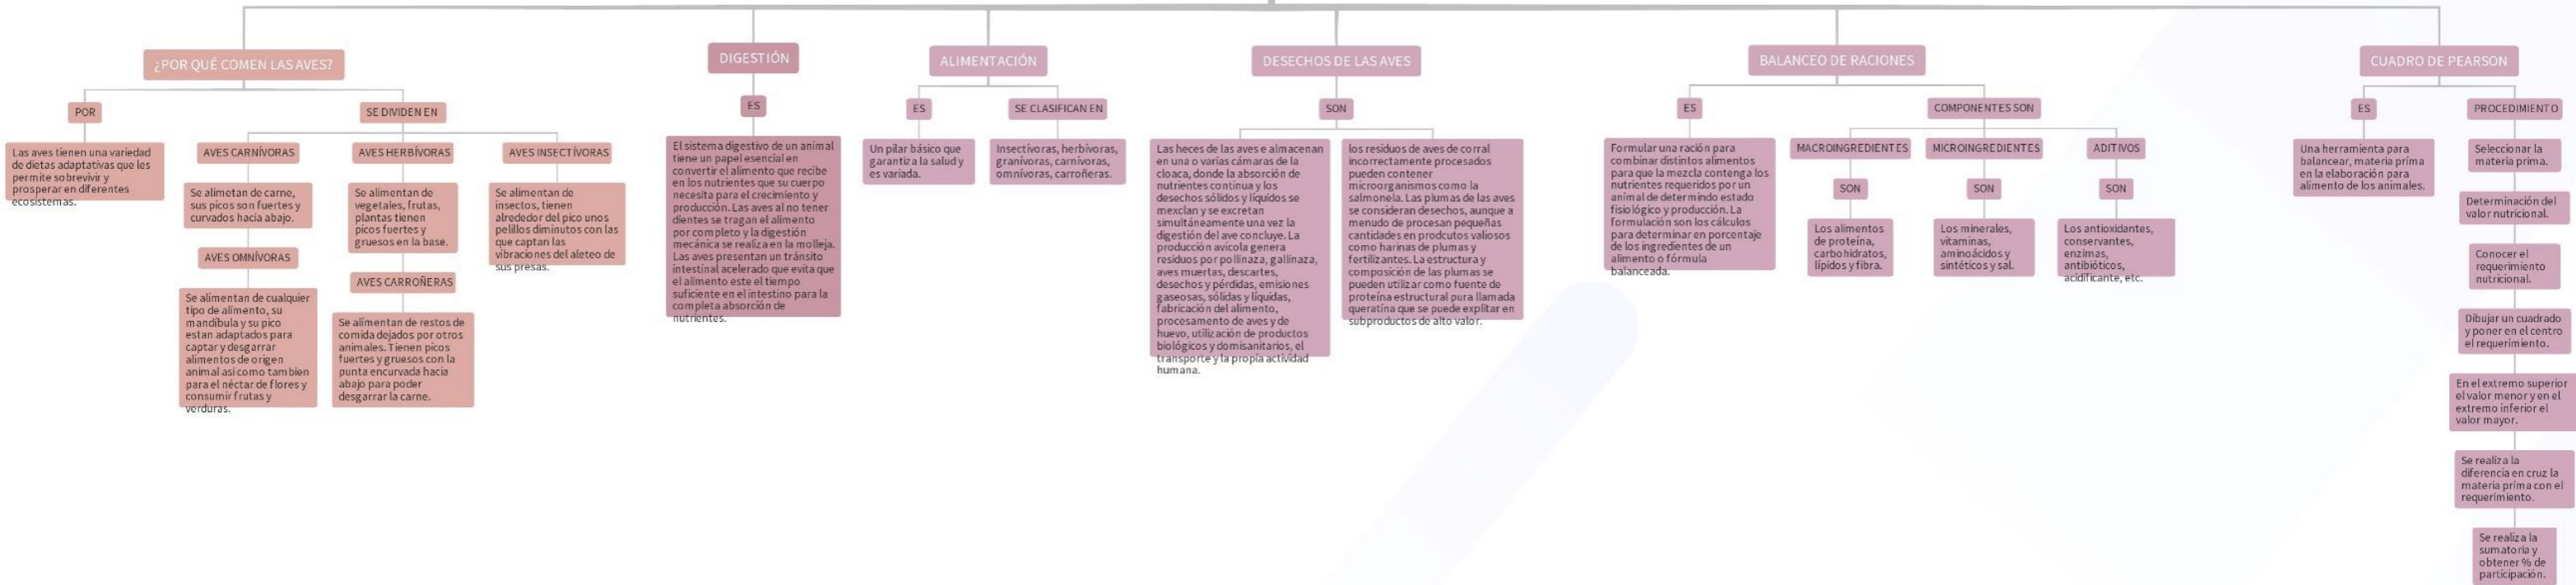 ¿POR QUÉ COMEN LAS AVES?
POR
Las aves tienen una variedad
de dietas adaptativas que les
permite sobrevivir y
prosperar en diferentes
ecosistemas.
SE DIVIDEN EN
AVES CARNÍVORAS
Se alimetan de carne,
sus picos son fuertes y
curvados hacía abajo.
AVES OMNÍVORAS
Se alimentan de cualquier
tipo de alimento, su
mandíbula y su pico
estan adaptados para
captar y desgarrar
alimentos de origen
animal asi como tambien
para el néctar de flores y
consumir frutas y
verduras.
AVES HERBÍVORAS
Se alimentan de
vegetales, frutas,
plantas tienen
picos fuertes y
gruesos en la base.
AVES CARROÑERAS
Se alimentan de restos de
comida dejados por otros
animales. Tienen picos
fuertes y gruesos con la
punta encurvada hacia
abajo para poder
desgarrar la carne.
AVES INSECTÍVORAS
Se alimentan de
insectos, tienen
alrededor del pico unos
pelillos diminutos con las
que captan las
vibraciones del aleteo de
sus presas.
DIGESTIÓN
ES
El sistema digestivo de un animal
tiene un papel esencial en
convertir el alimento que recibe
en los nutrientes que su cuerpo
necesita para el crecimiento y
producción. Las aves al no tener
dientes se tragan el alimento
por completo y la digestión
mecánica se realiza en la molleja.
Las aves presentan un tránsito
intestinal acelerado que evita que
el alimento este el tiempo
suficiente en el intestino para la
completa absorción de
nutrientes.
ALIMENTACIÓN
ES
Un pilar básico que
garantiza la salud y
es variada.
SE CLASIFICAN EN
Insectívoras, herbívoras,
granívoras, carnívoras,
omnívoras, carroñeras.
DESECHOS DE LAS AVES
SON
Las heces de las aves e almacenan
en una o varias cámaras de la
cloaca, donde la absorción de
nutrientes continua y los
desechos sólidos y líquidos se
mexclan y se excretan
simultáneamente una vez la
digestión del ave concluye. La
producción avicola genera
residuos por pollinaza, gallinaza,
aves muertas, descartes,
desechos y pérdidas, emisiones
gaseosas, sólidas y líquidas,
fabricación del alimento,
procesamento de aves y de
huevo, utilización de productos
biológicos y domisanitarios, el
transporte y la propia actividad
humana.
los residuos de aves de corral
incorrectamente procesados
pueden contener
microorganismos como la
salmonela. Las plumas de las aves
se consideran desechos, aunque a
menudo de procesan pequeñas
cantidades en prodcutos valiosos
como harinas de plumas y
fertilizantes. La estructura y
composición de las plumas se
pueden utilizar como fuente de
proteína estructural pura llamada
queratína que se puede explitar en
subproductos de alto valor.
BALANCEO DE RACIONES
ES
Formular una ración para
combinar distintos alimentos
para que la mezcla contenga los
nutrientes requeridos por un
animal de determindo estado
fisiológico y producción. La
formulación son los cálculos
para determinar en porcentaje
de los ingredientes de un
alimento o fórmula
balanceada.
COMPONENTES SON
MACROINGREDIENTES
SON
Los alimentos
de proteína,
carbohidratos,
lípidos y fibra.
MICROINGREDIENTES
SON
Los minerales,
vitaminas,
aminoácidos y
sintéticos y sal.
ADITIVOS
SON
Los antioxidantes,
conservantes,
enzimas,
antibióticos,
acidificante, etc.
CUADRO DE PEARSON
ES
Una herramienta para
balancear, materia príma
en la elaboración para
alimento de los animales.
PROCEDIMIENTO
Seleccionar la
materia prima.
Determinación del
valor nutricional.
Conocer el
requerimiento
nutricional.
Dibujar un cuadrado
y poner en el centro
el requerimiento.
En el extremo superior
el valor menor y en el
extremo inferior el
valor mayor.
Se realiza la
diferencia en cruz la
materia príma con el
requerimiento.
Se realiza la
sumatoria y
obtener % de
participación.